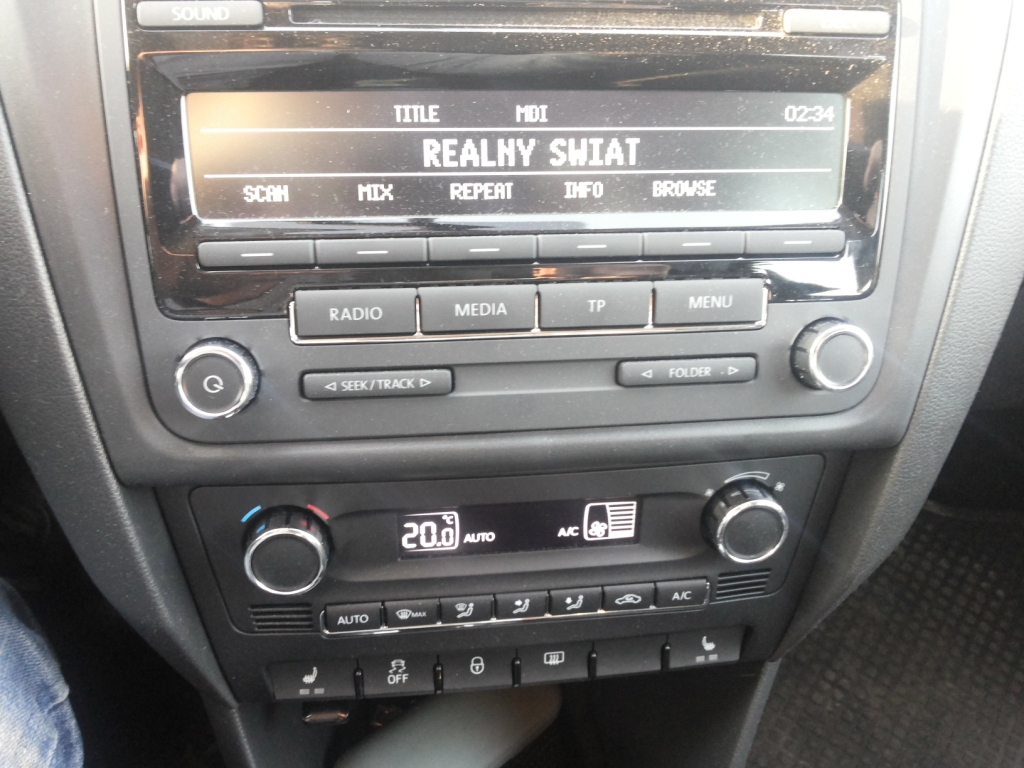 SOUND
TITLE MDI 02:34
REALNY SWIAT
SCAN MIX REPEAT INFO BROWSE
RADIO MEDIA TP MENU
SEEK/TRACK FOLDER
20.0 °C AUTO A/C
AUTO MAX A/C
OFF